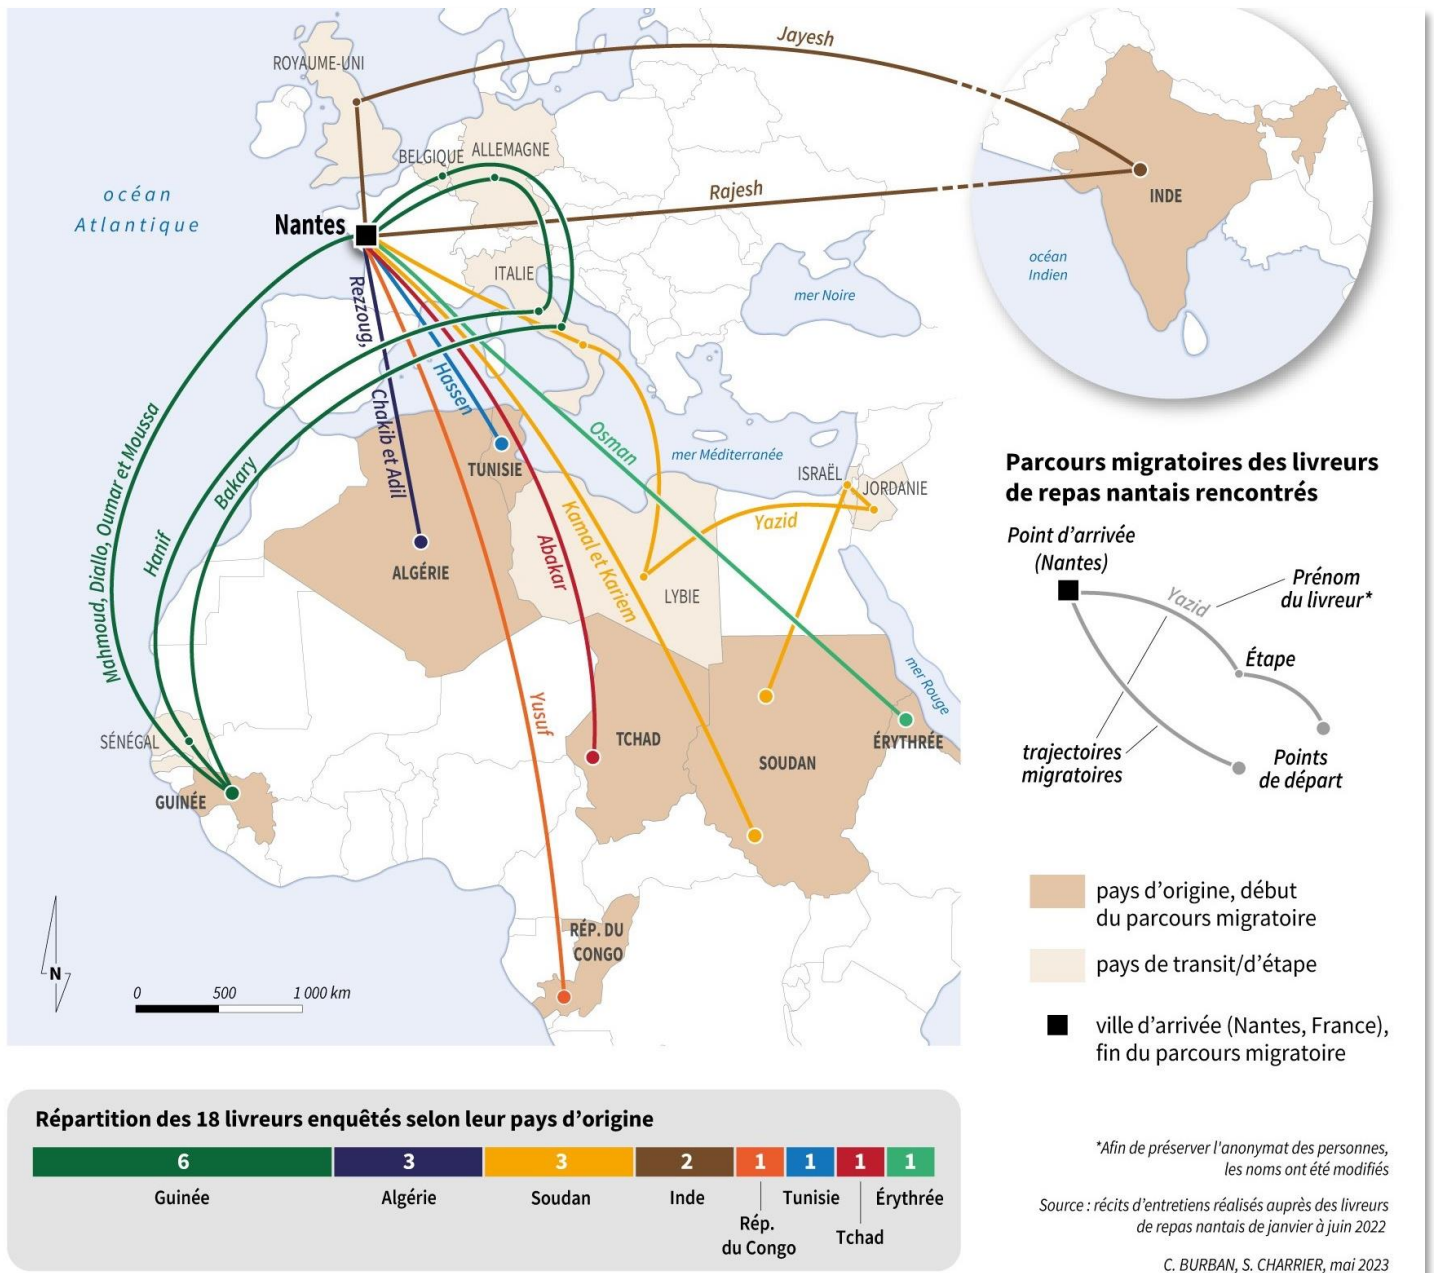 Jayesh
ROYAUME-UNI
BELGIQUE
ALLEMAGNE
océan
Atlantique
Rajesh
INDE
Nantes
océan
Indien
ITALIE
mer Noire
Rezzoug,
Chakib et Adil
Hassen
Mahmoud, Diallo, Oumar et Moussa
Hanif
Bakary
Osman
mer Méditerranée
TUNISIE
ISRAËL
JORDANIE
Yazid
Kamal et Kariem
Abakar
ALGÉRIE
LYBIE
mer Rouge
Yusuf
SÉNÉGAL
TCHAD
SOUDAN
ÉRYTHRÉE
GUINÉE
RÉP. DU
CONGO
N
0 500 1 000 km
Parcours migratoires des livreurs
de repas nantais rencontrés
Point d’arrivée
(Nantes)
Yazid
Prénom
du livreur*
Étape
trajectoires
migratoires
Points
de départ
pays d’origine, début
du parcours migratoire
pays de transit/d’étape
ville d’arrivée (Nantes, France),
fin du parcours migratoire
Répartition des 18 livreurs enquêtés selon leur pays d’origine
6 3 3 2 1 1 1 1
Guinée Algérie Soudan Inde Tunisie Érythrée
Rép.
du Congo
Tchad
*Afin de préserver l'anonymat des personnes,
les noms ont été modifiés
Source : récits d’entretiens réalisés auprès des livreurs
de repas nantais de janvier à juin 2022
C. BURBAN, S. CHARRIER, mai 2023